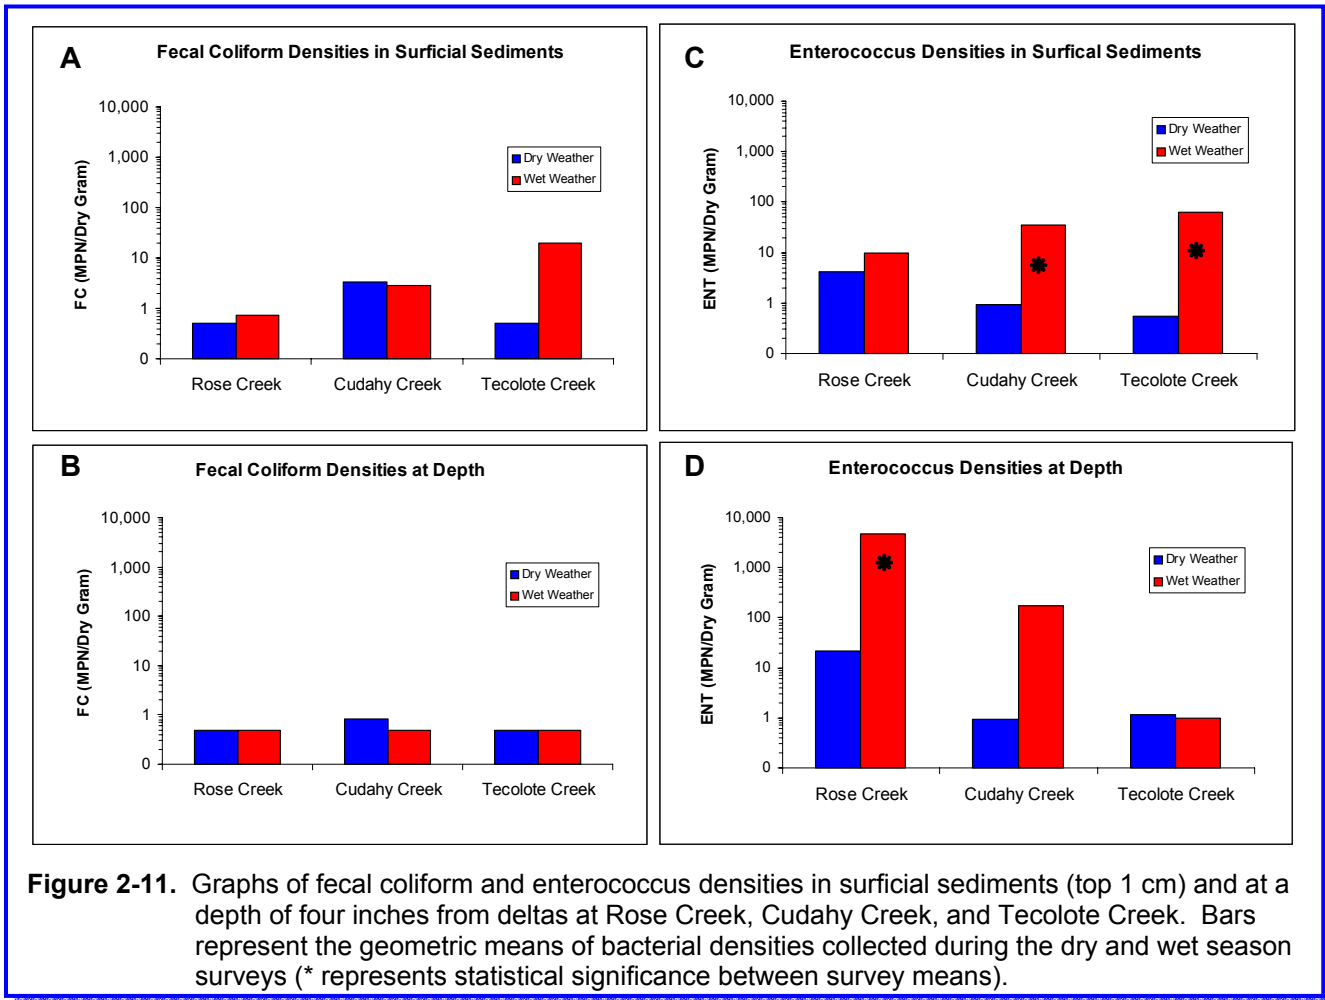 A
Fecal Coliform Densities in Surficial Sediments
FC (MPN/Dry Gram)
10,000
1,000
100
10
1
0
Dry Weather
Wet Weather
Rose Creek
Cudahy Creek
Tecolote Creek
C
Enterococcus Densities in Surfical Sediments
ENT (MPN/Dry Gram)
10,000
1,000
100
10
1
0
Dry Weather
Wet Weather
Rose Creek
Cudahy Creek
Tecolote Creek
B
Fecal Coliform Densities at Depth
FC (MPN/Dry Gram)
10,000
1,000
100
10
1
0
Dry Weather
Wet Weather
Rose Creek
Cudahy Creek
Tecolote Creek
D
Enterococcus Densities at Depth
ENT (MPN/Dry Gram)
10,000
1,000
100
10
1
0
Dry Weather
Wet Weather
Rose Creek
Cudahy Creek
Tecolote Creek
Figure 2-11. Graphs of fecal coliform and enterococcus densities in surficial sediments (top 1 cm) and at a
depth of four inches from deltas at Rose Creek, Cudahy Creek, and Tecolote Creek. Bars
represent the geometric means of bacterial densities collected during the dry and wet season
surveys (* represents statistical significance between survey means).